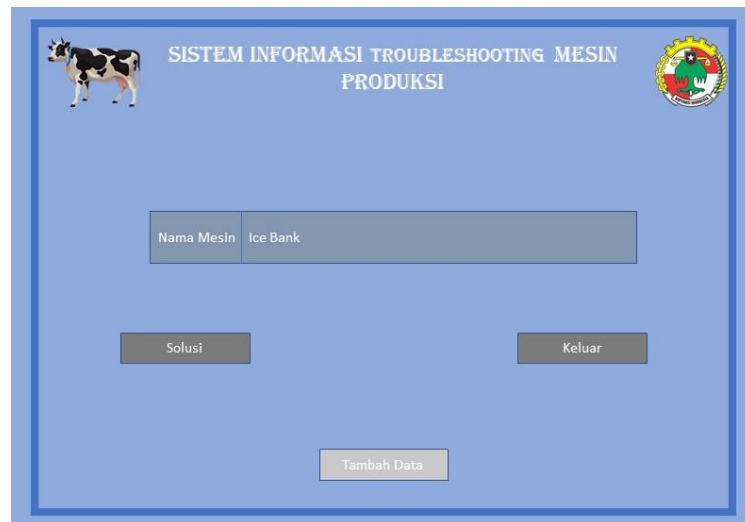 SISTEM INFORMASI TROUBLESHOOTING MESIN
PRODUKSI
Nama Mesin Ice Bank
Solusi Keluar
Tambah Data